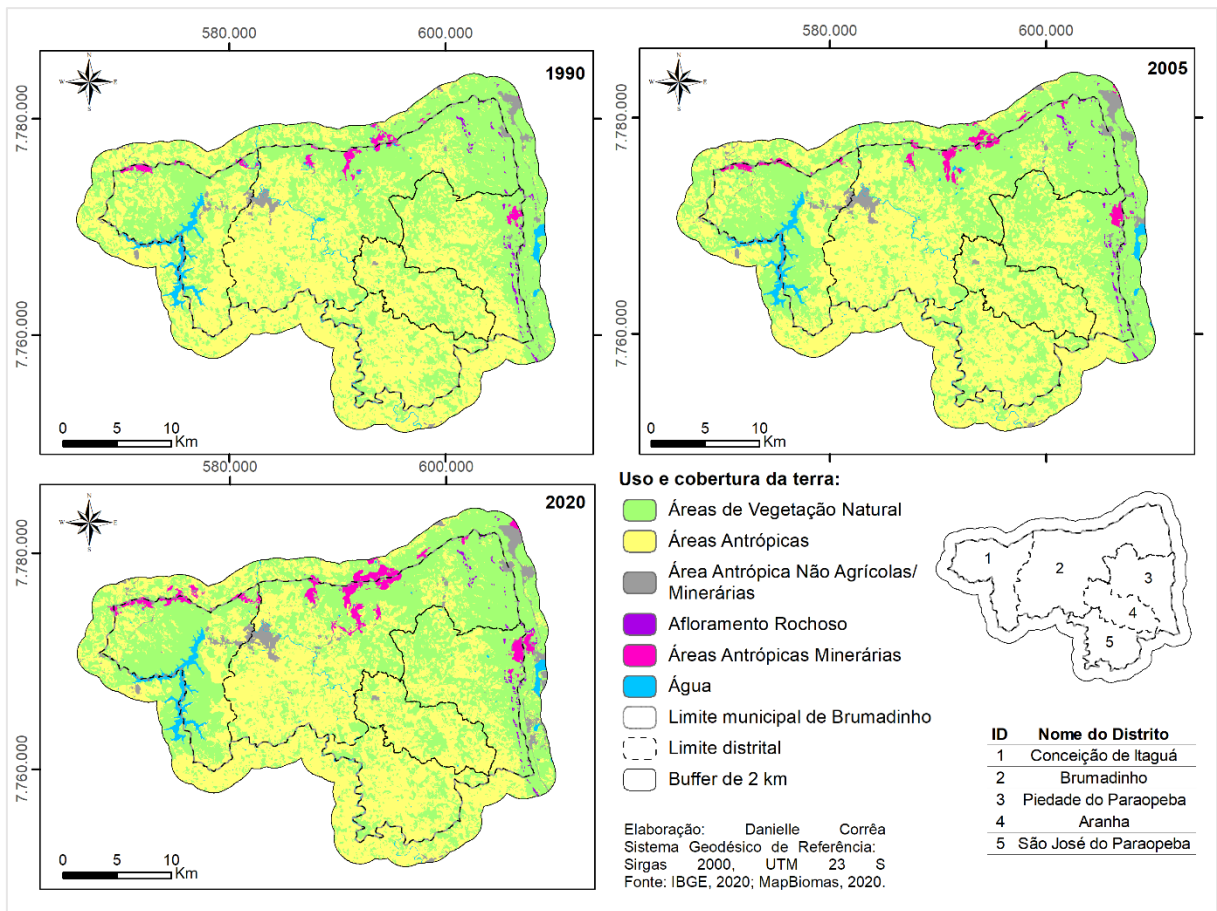 580.000
600.000
580.000
600.000
N
W
E
S
1990
N
W
E
S
2005
7.780.000
7.760.000
7.780.000
7.760.000
0
5
10
Km
0
5
10
Km
580.000
600.000
N
W
E
S
2020
7.780.000
7.760.000
0
5
10
Km
Uso e cobertura da terra:
Áreas de Vegetação Natural
Áreas Antrópicas
Área Antrópica Não Agrícolas/
Minerárias
Afloramento Rochoso
Áreas Antrópicas Minerárias
Água
Limite municipal de Brumadinho
Limite distrital
Buffer de 2 km
1
2
3
4
5
ID Nome do Distrito
1 Conceição de Itaguá
2 Brumadinho
3 Piedade do Paraopeba
4 Aranha
5 São José do Paraopeba
Elaboração: Danielle Corrêa
Sistema Geodésico de Referência:
Sirgas 2000, UTM 23 S
Fonte: IBGE, 2020; MapBiomas, 2020.